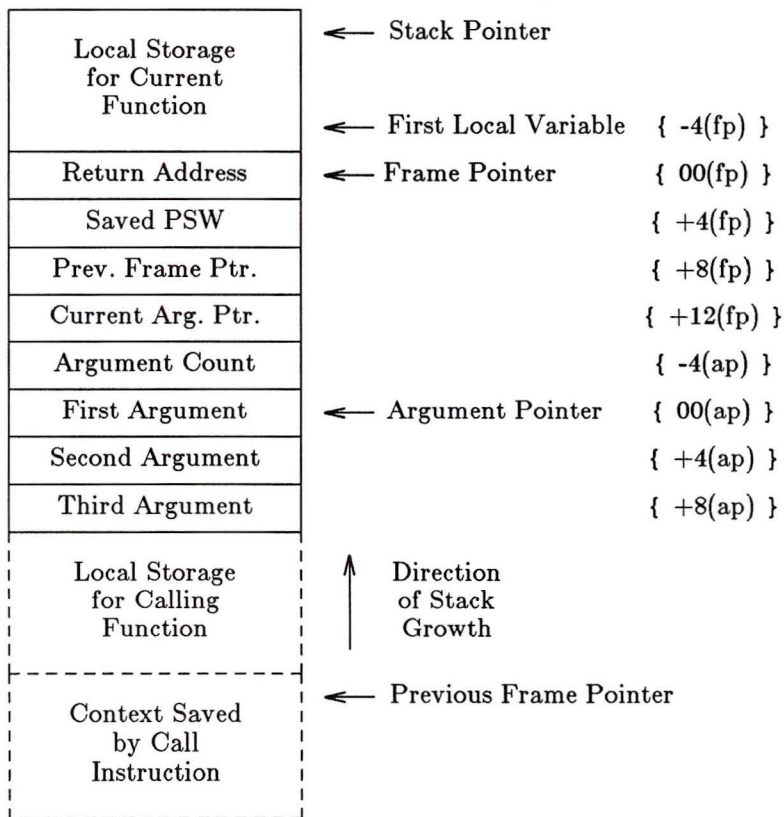 Local Storage
for Current
Function
← Stack Pointer
← First Local Variable { -4(fp) }
Return Address ← Frame Pointer { 00(fp) }
Saved PSW { +4(fp) }
Prev. Frame Ptr. { +8(fp) }
Current Arg. Ptr. { +12(fp) }
Argument Count { -4(ap) }
First Argument ← Argument Pointer { 00(ap) }
Second Argument { +4(ap) }
Third Argument { +8(ap) }
Local Storage
for Calling
Function
Direction
of Stack
Growth
← Previous Frame Pointer
Context Saved
by Call
Instruction